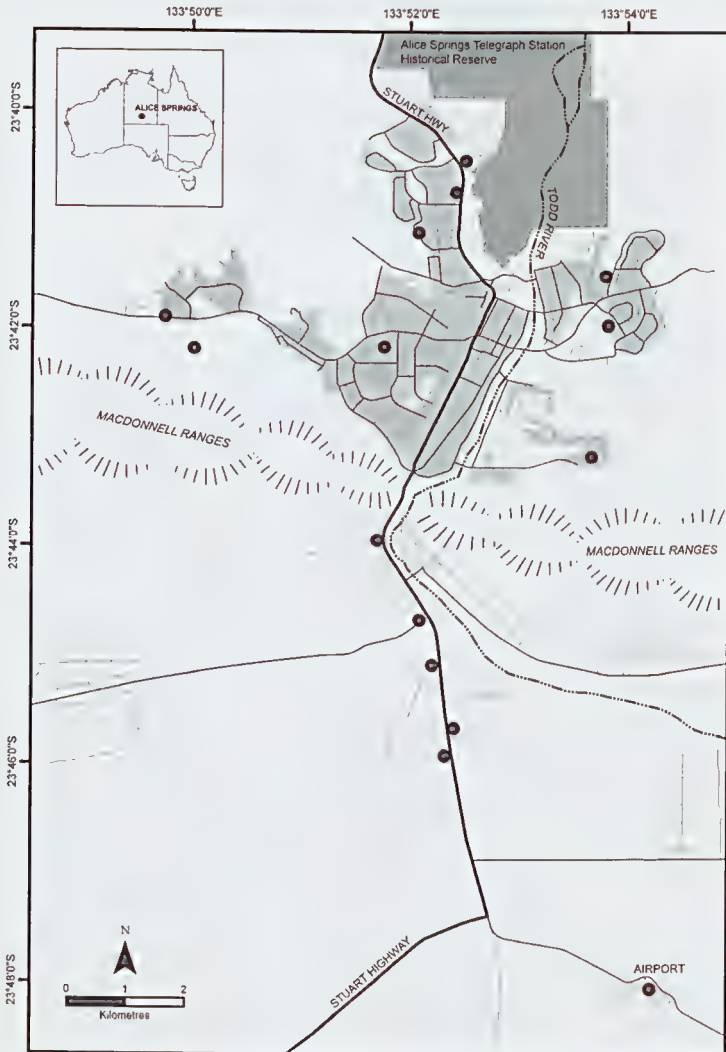 133°50'0"E
133°52'0"E
133°54'0"E
Alice Springs Telegraph Station
Historical Reserve
ALICE SPRINGS
STUART HWY
TODD RIVER
23°40'0"S
23°42'0"S
MACDONNELL RANGES
23°44'0"S
MACDONNELL RANGES
23°46'0"S
N
0 1 2
Kilometres
STUART HIGHWAY
AIRPORT
23°48'0"S